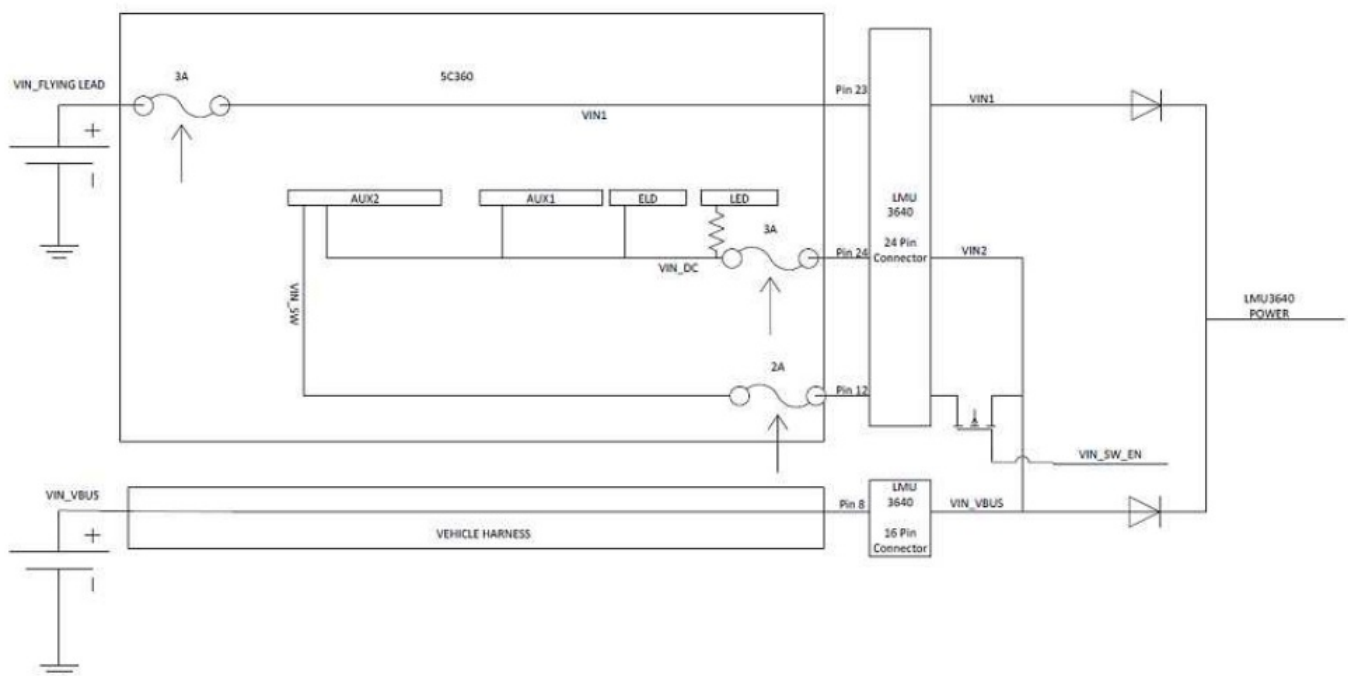 3A
5C360
VIN_FLYING LEAD
Pin 23
VIN1
VIN1
+
AUX2
AUX1
ELD
LED
LMU
3640
24 Pin
Connector
3A
Pin 24
VIN2
VIN_DC
VIN_SW
LMU3640
POWER
2A
Pin 12
VIN_SW_EN
VIN_VBUS
LMU
3640
16 Pin
Connector
Pin 8
VIN_VBUS
VEHICLE HARNESS
+